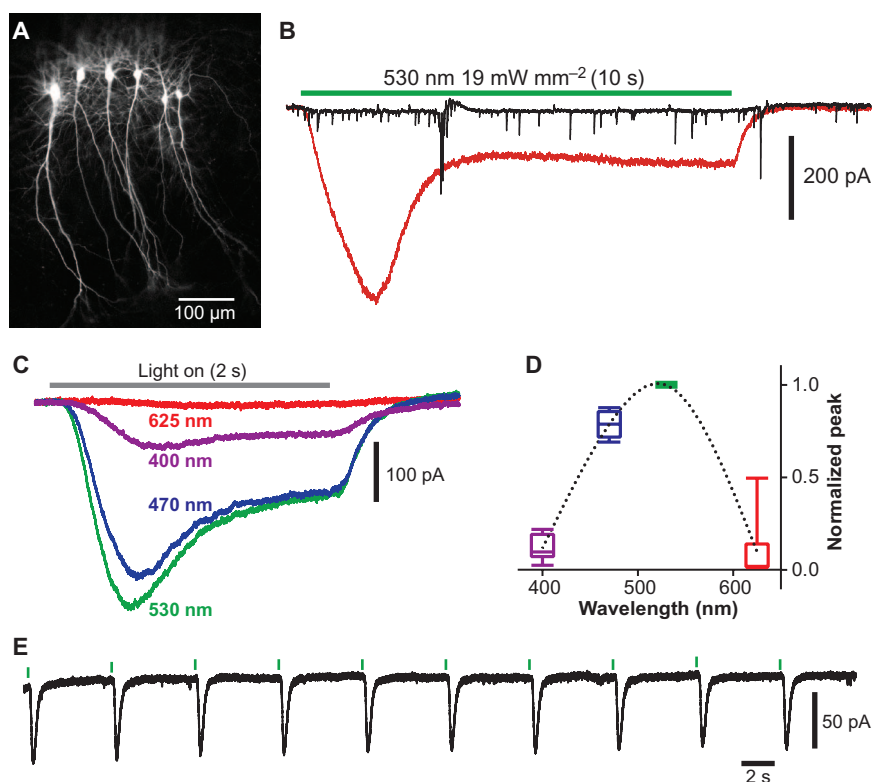 A
100 µm
B
530 nm 19 mW mm⁻² (10 s)
200 pA
C
Light on (2 s)
625 nm
400 nm
470 nm
530 nm
100 pA
D
1.0
0.5
0.0
Normalized peak
400
500
600
Wavelength (nm)
E
50 pA
2 s